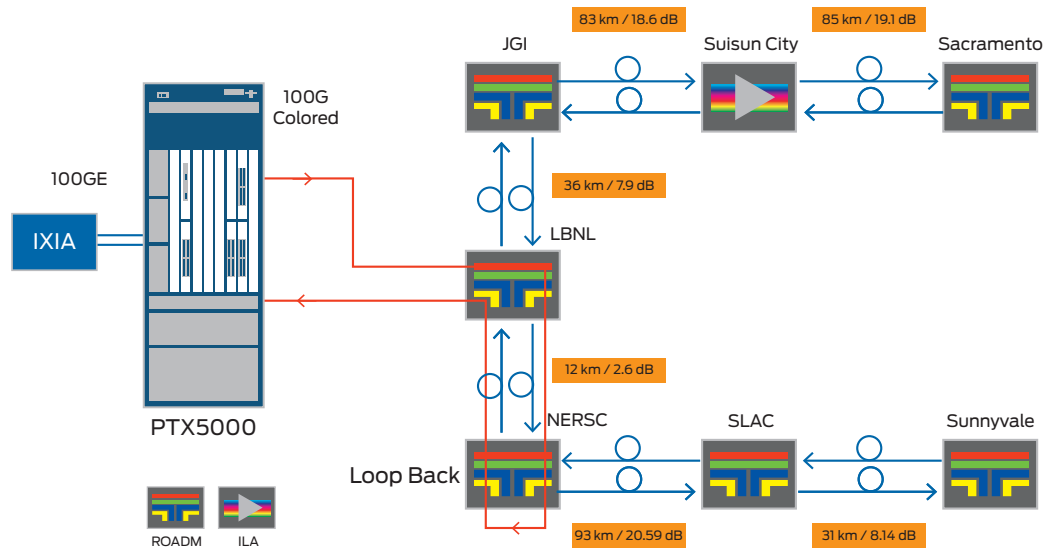 83 km / 18.6 dB
85 km / 19.1 dB
JGI
Suisun City
Sacramento
100G
Colored
100GE
36 km / 7.9 dB
IXIA
LBNL
12 km / 2.6 dB
PTX5000
NERSC
SLAC
Sunnyvale
Loop Back
93 km / 20.59 dB
31 km / 8.14 dB
ROADM
ILA